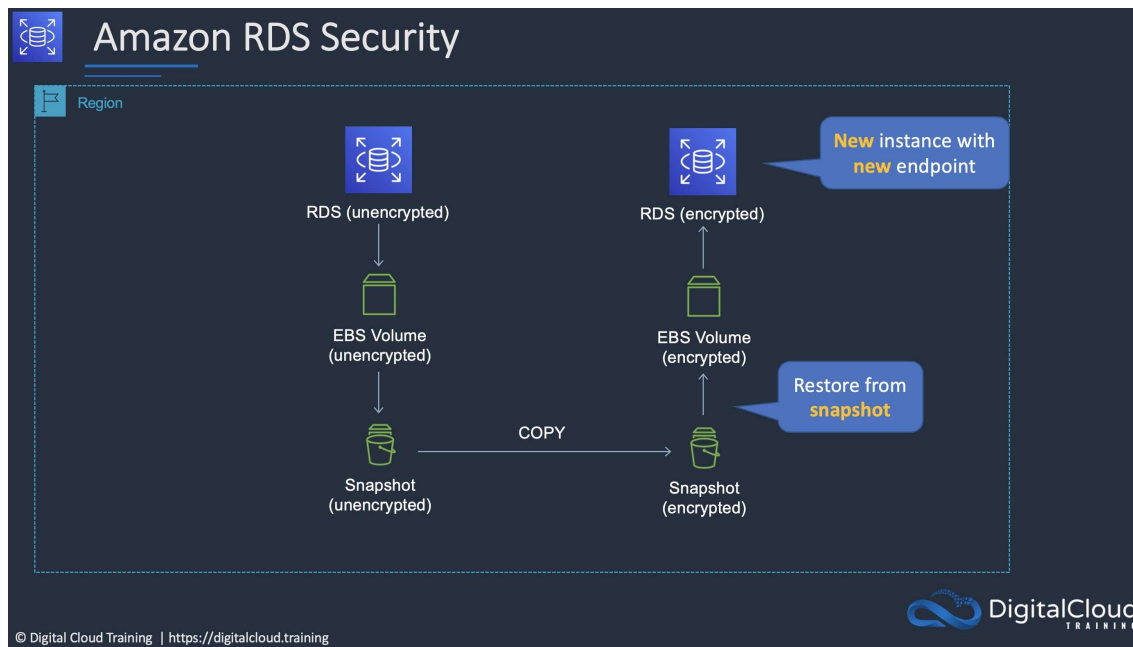 Amazon RDS Security
Region
RDS (unencrypted)
RDS (encrypted)
New instance with
new endpoint
EBS Volume
(unencrypted)
EBS Volume
(encrypted)
Restore from
snapshot
COPY
Snapshot
(unencrypted)
Snapshot
(encrypted)
DigitalCloud
TRAINING
© Digital Cloud Training | https://digitalcloud.training